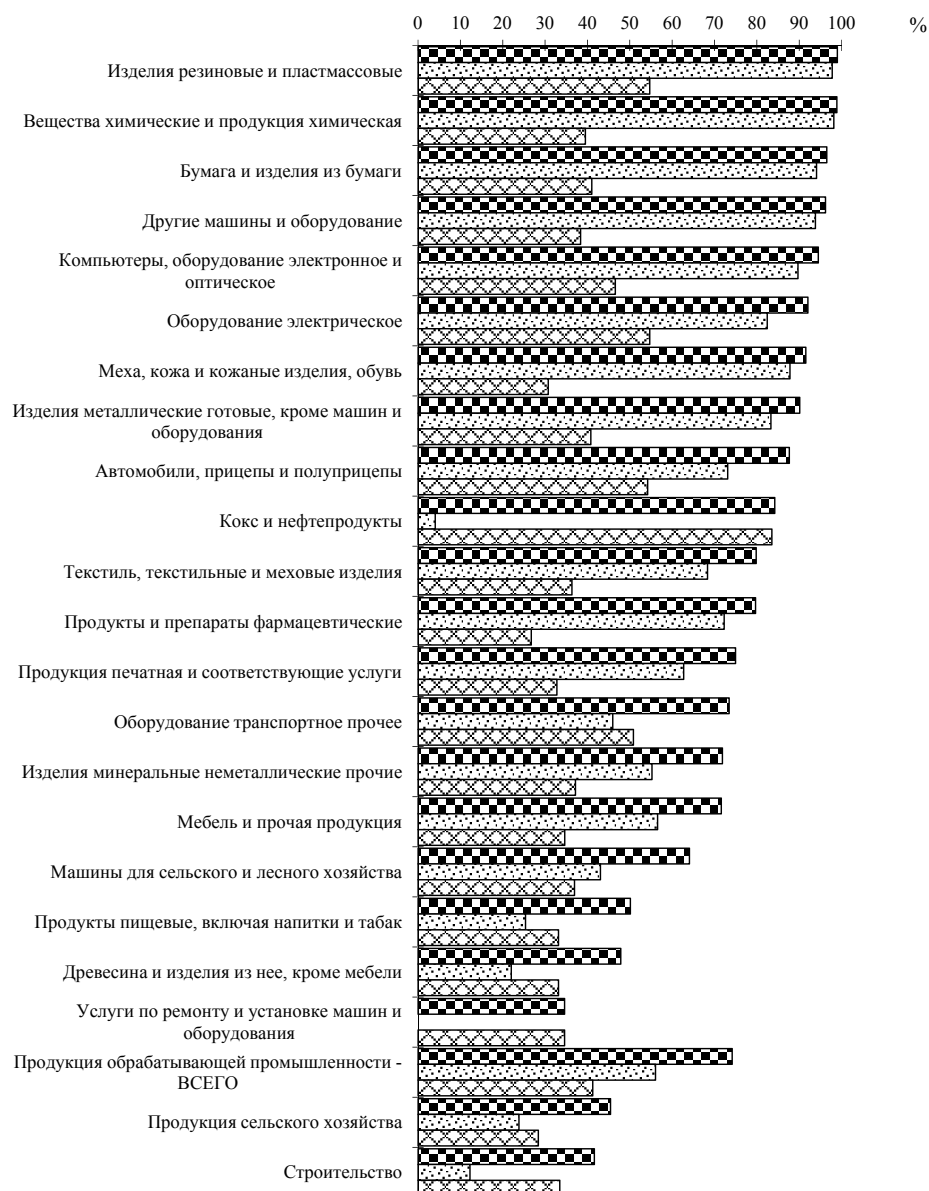 0 10 20 30 40 50 60 70 80 90 100 %
Изделия резиновые и пластмассовые
Вещества химические и продукция химическая
Бумага и изделия из бумаги
Другие машины и оборудование
Компьютеры, оборудование электронное и
оптическое
Оборудование электрическое
Меха, кожа и кожаные изделия, обувь
Изделия металлические готовые, кроме машин и
оборудования
Автомобили, прицепы и полуприцепы
Кокс и нефтепродукты
Текстиль, текстильные и меховые изделия
Продукты и препараты фармацевтические
Продукция печатная и соответствующие услуги
Оборудование транспортное прочее
Изделия минеральные неметаллические прочие
Мебель и прочая продукция
Машины для сельского и лесного хозяйства
Продукты пищевые, включая напитки и табак
Древесина и изделия из нее, кроме мебели
Услуги по ремонту и установке машин и
оборудования
Продукция обрабатывающей промышленности -
ВСЕГО
Продукция сельского хозяйства
Строительство